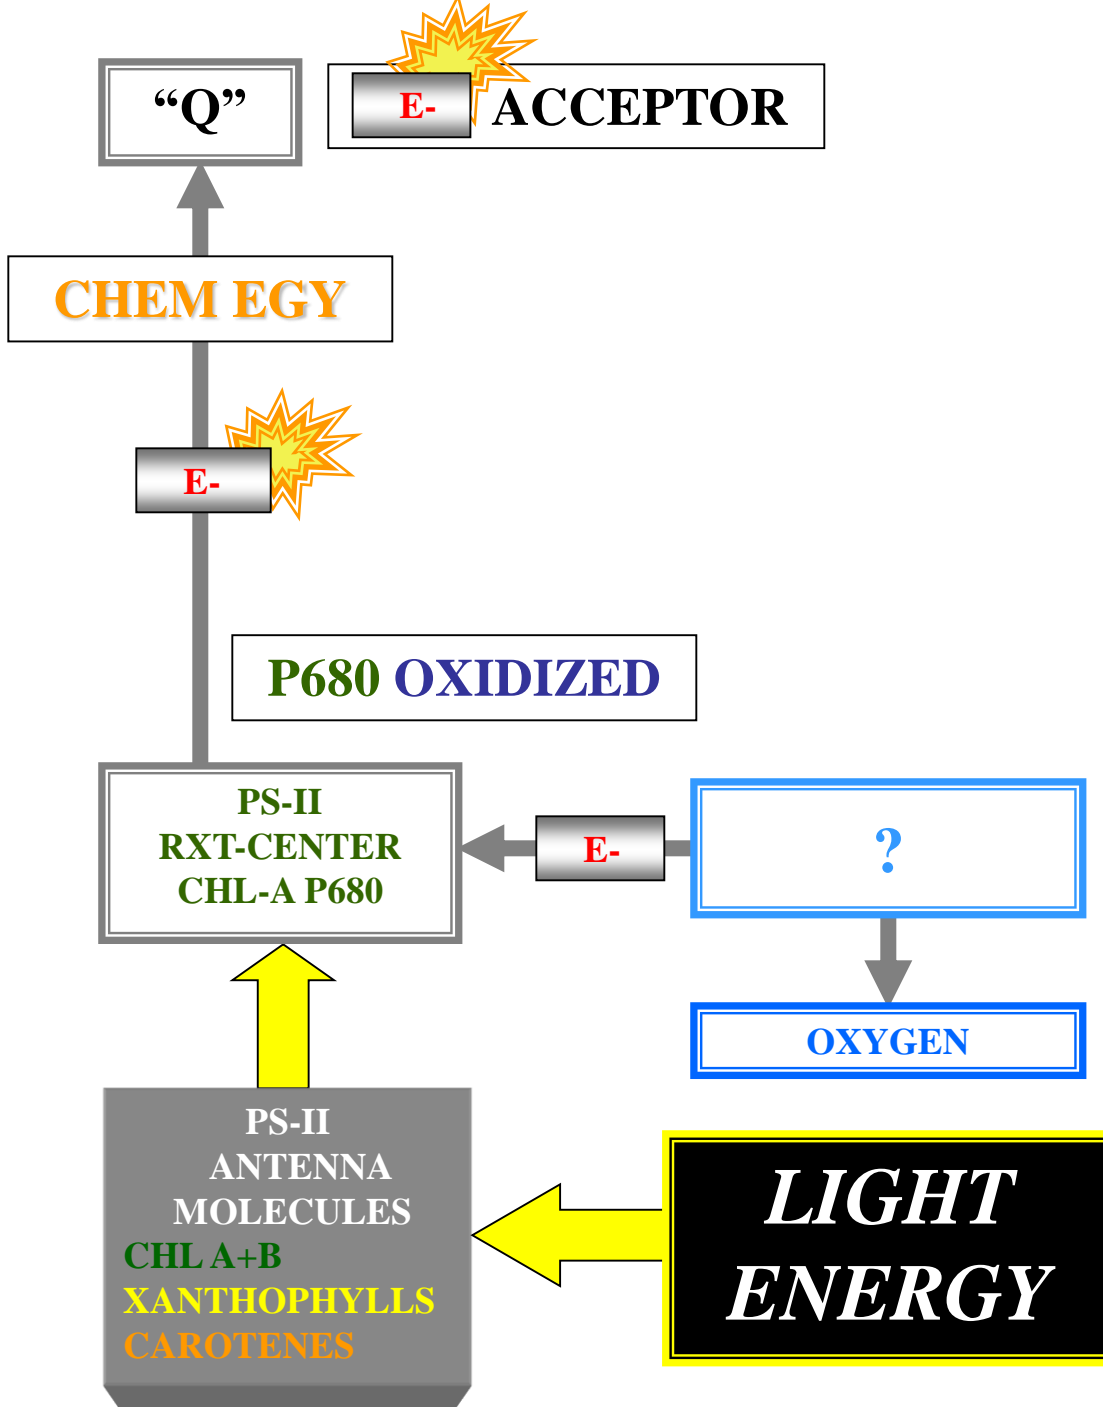 “Q”
E-
ACCEPTOR
CHEM EGY
E-
P680 OXIDIZED
PS-II
RXT-CENTER
CHL-A P680
E-
?
OXYGEN
PS-II
ANTENNA
MOLECULES
CHL A+B
XANTHOPHYLLS
CAROTENES
LIGHT
ENERGY